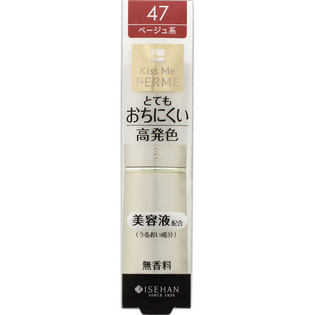 47
ベージュ系
Kiss Me
FERME
とても
おちにくい
高発色
美容液配合
(うるおい成分)
無香料
ISEHAN
SINCE 1825